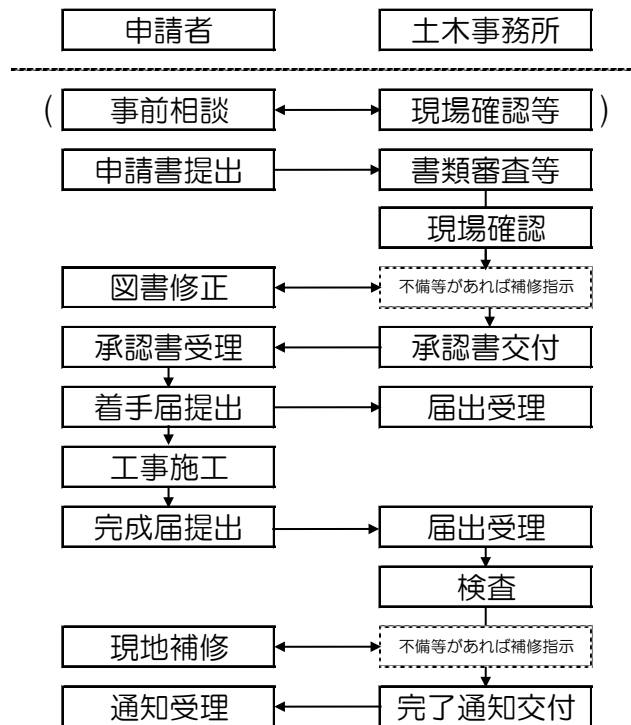 申請者 土木事務所
( 事前相談 現場確認等 )
申請書提出 書類審査等
現場確認
図書修正 不備等があれば補修指示
承認書受理 承認書交付
着手届提出 届出受理
工事施工
完成届提出 届出受理
検査
現地補修 不備等があれば補修指示
通知受理 完了通知交付